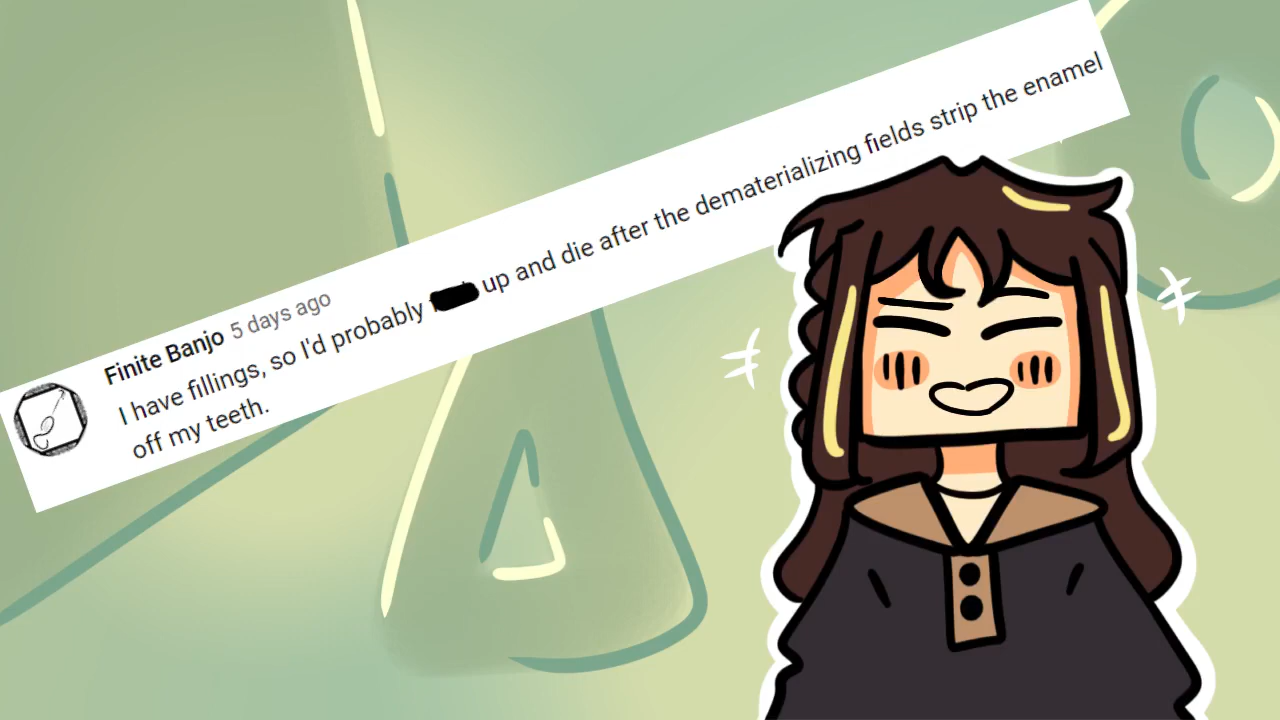 Finite Banjo 5 days ago
I have fillings, so I'd probably up and die after the dematerializing fields strip the enamel
off my teeth.